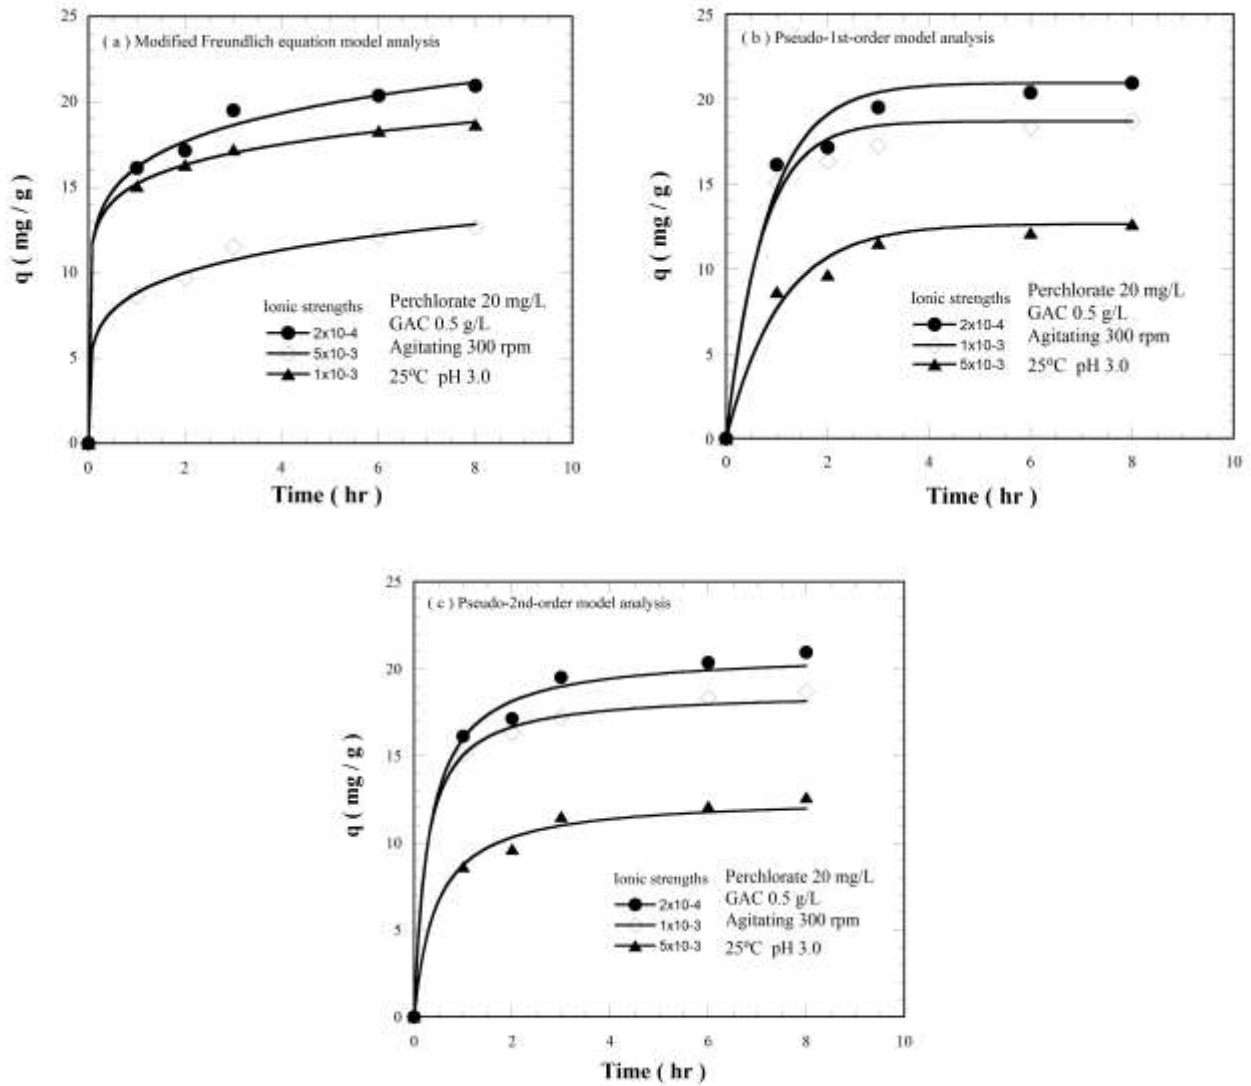 ( a ) Modified Freundlich equation model analysis
25
20
15
10
5
0
q ( mg / g )
Ionic strengths
2x10-4
5x10-3
1x10-3
Perchlorate 20 mg/L
GAC 0.5 g/L
Agitating 300 rpm
25°C pH 3.0
0 2 4 6 8 10
Time ( hr )
( b ) Pseudo-1st-order model analysis
25
20
15
10
5
0
q ( mg / g )
Ionic strengths
2x10-4
1x10-3
5x10-3
Perchlorate 20 mg/L
GAC 0.5 g/L
Agitating 300 rpm
25°C pH 3.0
0 2 4 6 8 10
Time ( hr )
( c ) Pseudo-2nd-order model analysis
25
20
15
10
5
0
q ( mg / g )
Ionic strengths
2x10-4
1x10-3
5x10-3
Perchlorate 20 mg/L
GAC 0.5 g/L
Agitating 300 rpm
25°C pH 3.0
0 2 4 6 8 10
Time ( hr )